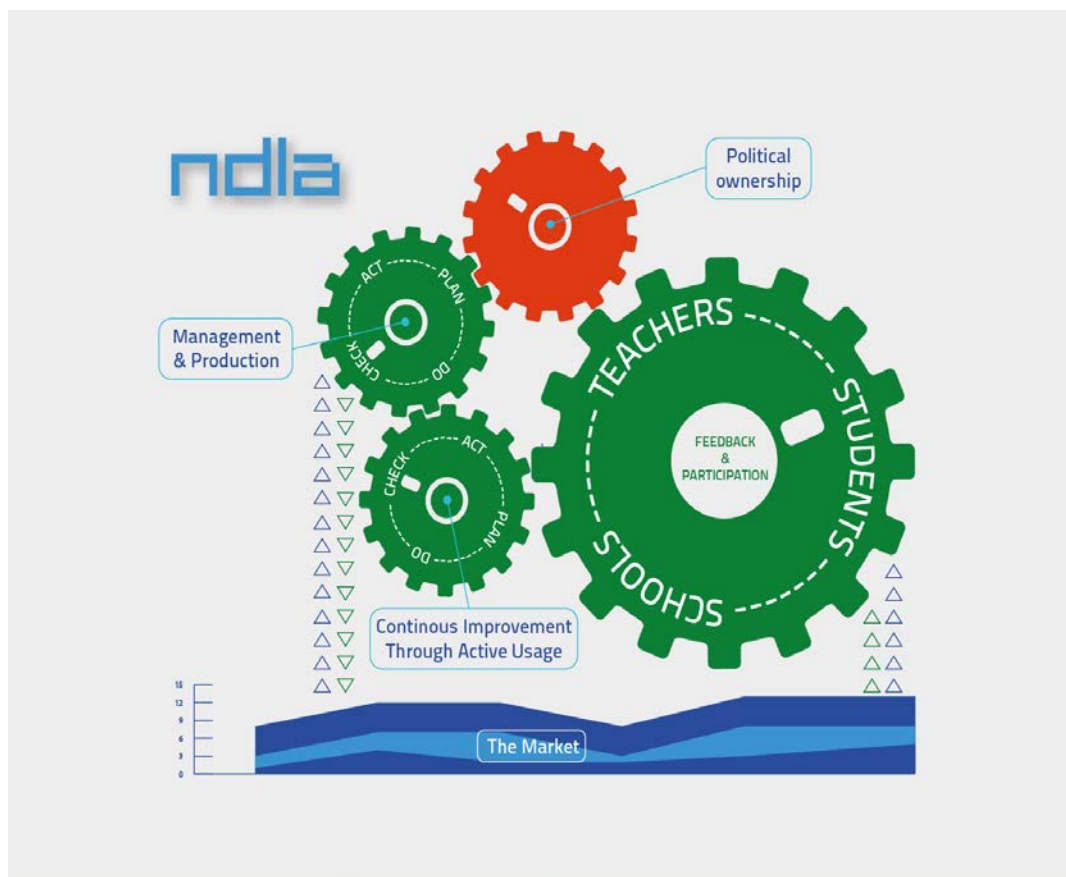 ndla
Political
ownership
ACT
PLAN
DO
CHECK
Management
& Production
TEACHERS
STUDENTS
SCHOOLS
FEEDBACK
&
PARTICIPATION
CHECK
ACT
PLAN
DO
Continous Improvement
Through Active Usage
15
12
9
6
3
0
The Market